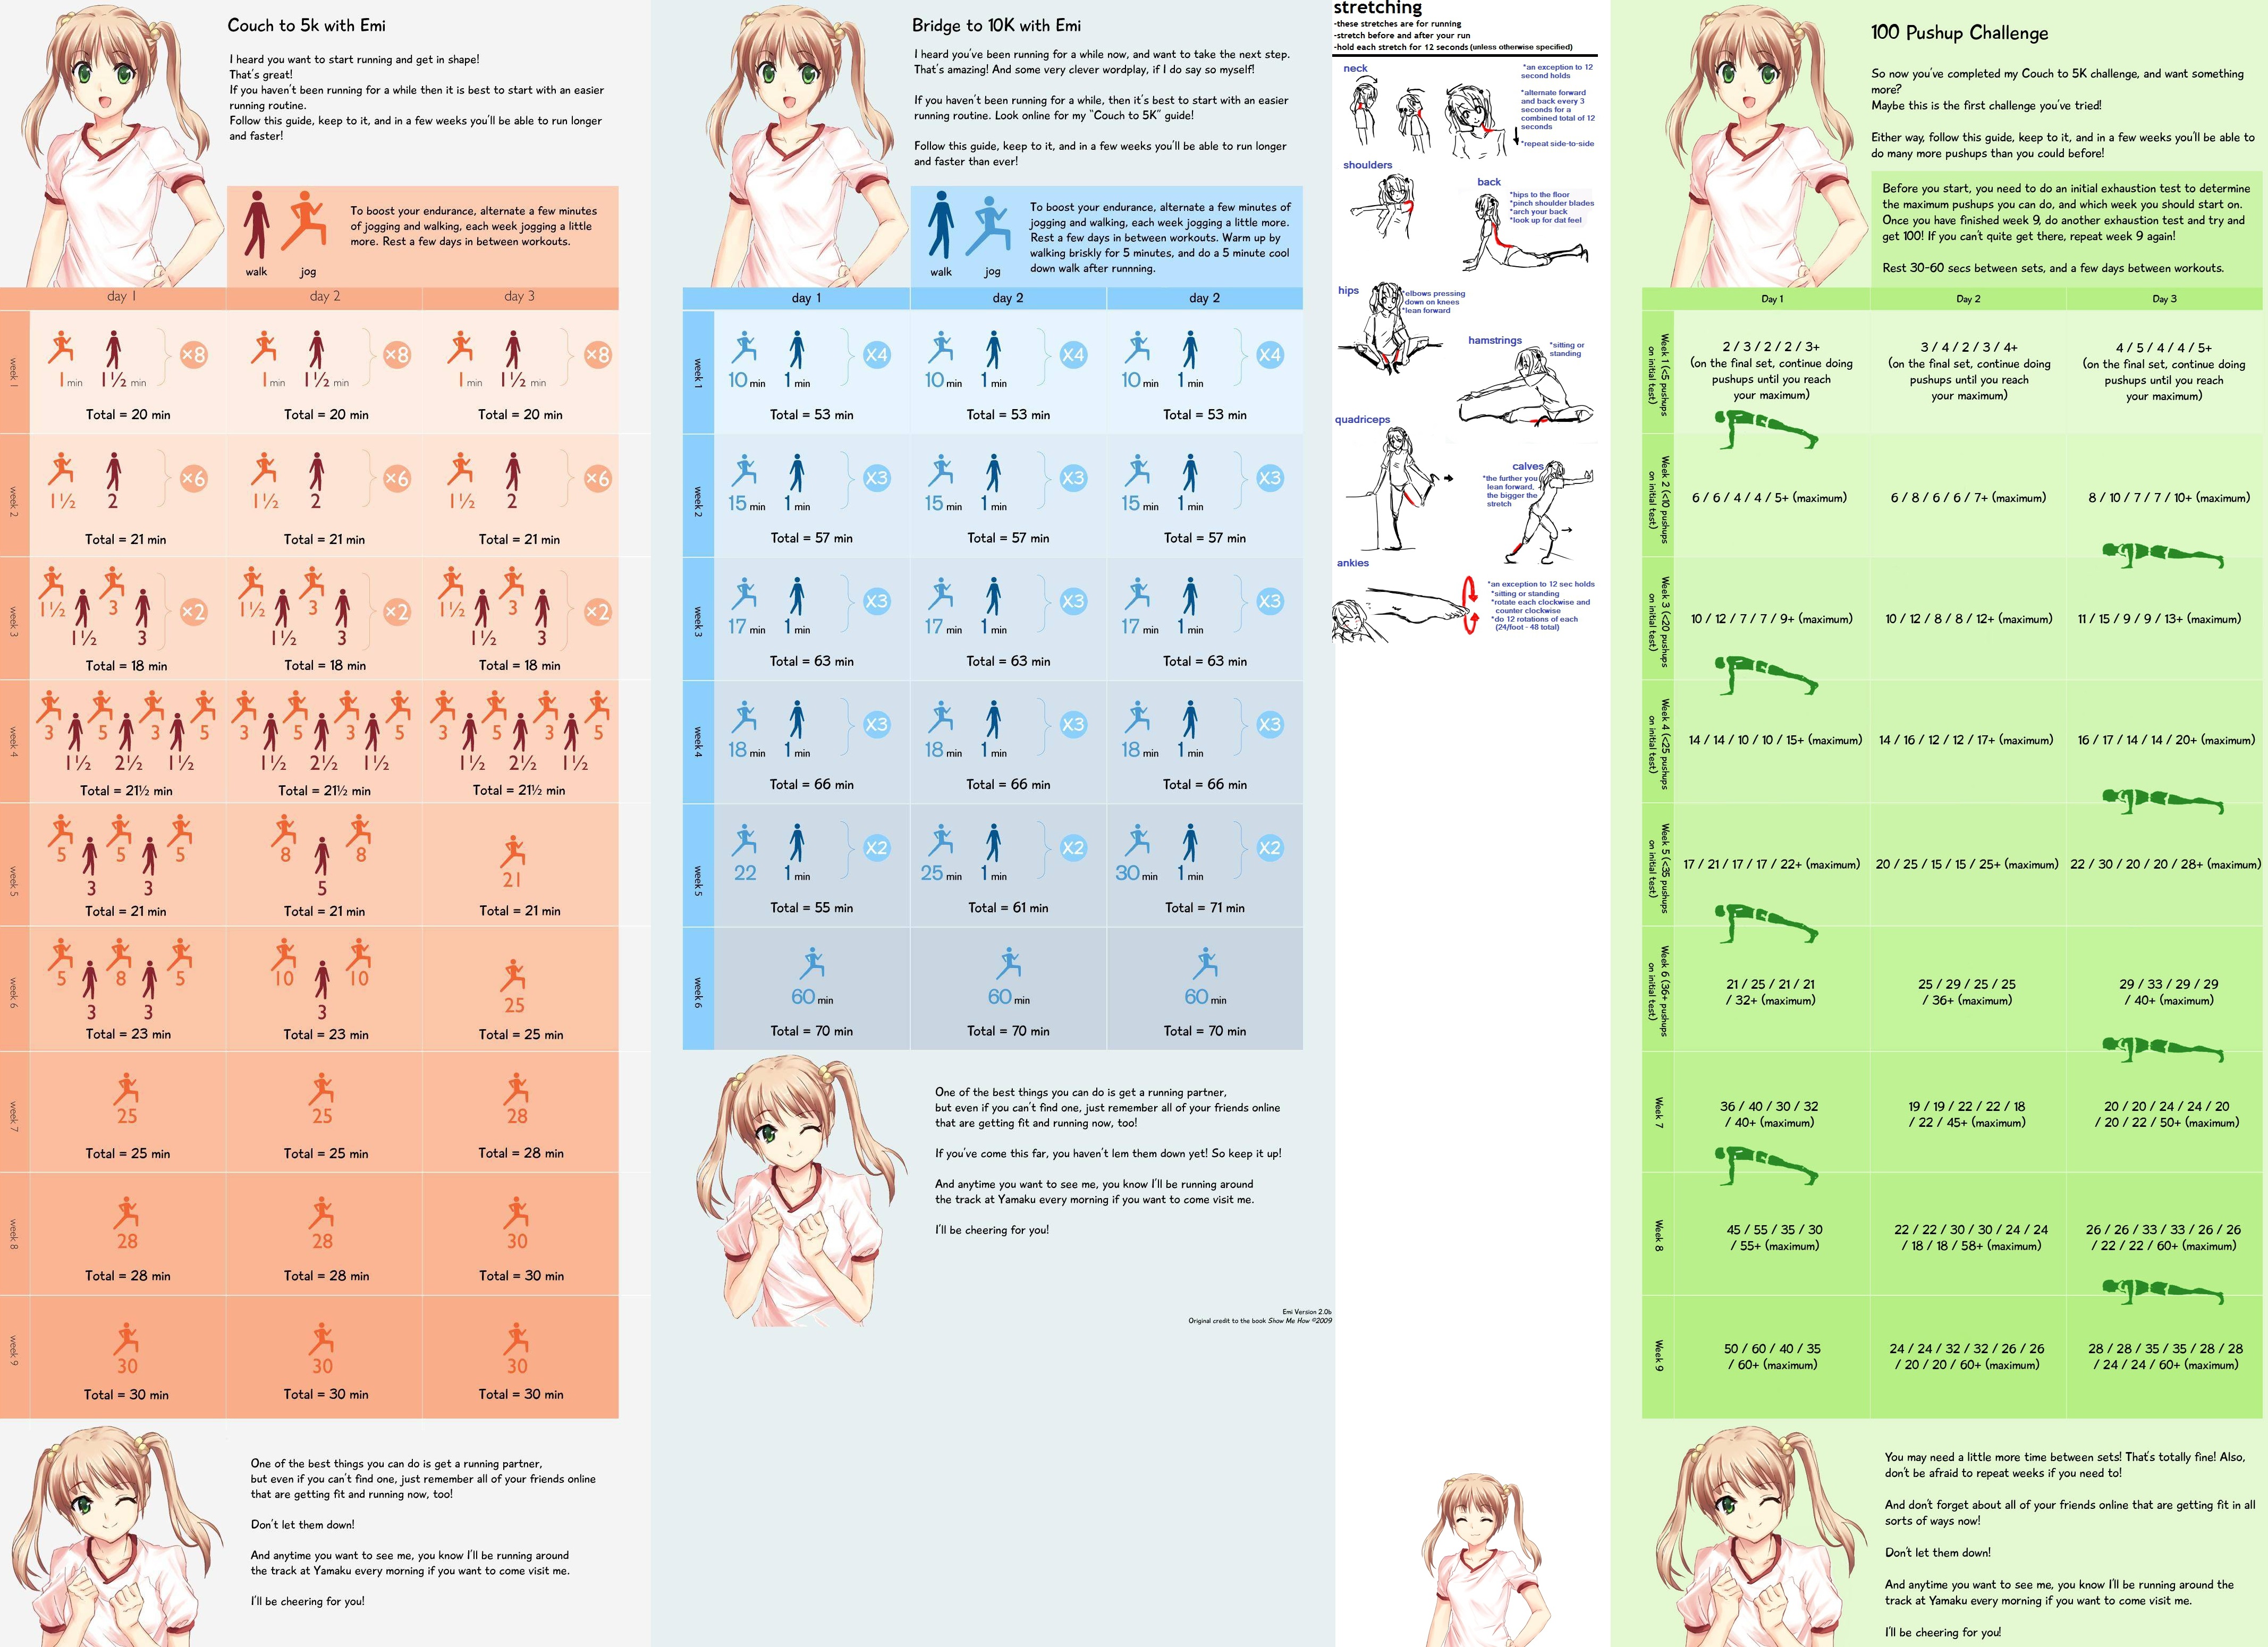 Couch to 5k with Emi
I heard you want to start running and get in shape!
That's great!
If you haven't been running for a while then it is best to start with an easier
running routine.
Follow this guide, keep to it, and in a few weeks you'll be able to run longer
and faster!
To boost your endurance, alternate a few minutes
of jogging and walking, each week jogging a little
more. Rest a few days in between workouts.
walk jog
day 1 day 2 day 3
week 1
1 min 1½ min ×8 1 min 1½ min ×8 1 min 1½ min ×8
Total = 20 min Total = 20 min Total = 20 min
week 2
1½ 2 ×6 1½ 2 ×6 1½ 2 ×6
Total = 21 min Total = 21 min Total = 21 min
week 3
1½ 3 ×2 1½ 3 ×2 1½ 3 ×2
1½ 3 1½ 3 1½ 3
Total = 18 min Total = 18 min Total = 18 min
week 4
3 5 3 5 3 5 3 5 3 5 3 5
1½ 2½ 1½ 1½ 2½ 1½ 1½ 2½ 1½
Total = 21½ min Total = 21½ min Total = 21½ min
week 5
5 5 5 8 8 21
3 3 5
Total = 21 min Total = 21 min Total = 21 min
week 6
5 8 5 10 10 25
3 3 3
Total = 23 min Total = 23 min Total = 25 min
week 7
25 25 28
Total = 25 min Total = 25 min Total = 28 min
week 8
28 28 30
Total = 28 min Total = 28 min Total = 30 min
week 9
30 30 30
Total = 30 min Total = 30 min Total = 30 min
One of the best things you can do is get a running partner,
but even if you can't find one, just remember all of your friends online
that are getting fit and running now, too!
Don't let them down!
And anytime you want to see me, you know I'll be running around
the track at Yamaku every morning if you want to come visit me.
I'll be cheering for you!
Bridge to 10K with Emi
I heard you've been running for a while now, and want to take the next step.
That's amazing! And some very clever wordplay, if I do say so myself!
If you haven't been running for a while, then it's best to start with an easier
running routine. Look online for my "Couch to 5K" guide!
Follow this guide, keep to it, and in a few weeks you'll be able to run longer
and faster than ever!
To boost your endurance, alternate a few minutes of
jogging and walking, each week jogging a little more.
Rest a few days in between workouts. Warm up by
walking briskly for 5 minutes, and do a 5 minute cool
down walk after runnning.
walk jog
day 1 day 2 day 2
week 1
10 min 1 min X4 10 min 1 min X4 10 min 1 min X4
Total = 53 min Total = 53 min Total = 53 min
week 2
15 min 1 min X3 15 min 1 min X3 15 min 1 min X3
Total = 57 min Total = 57 min Total = 57 min
week 3
17 min 1 min X3 17 min 1 min X3 17 min 1 min X3
Total = 63 min Total = 63 min Total = 63 min
week 4
18 min 1 min X3 18 min 1 min X3 18 min 1 min X3
Total = 66 min Total = 66 min Total = 66 min
week 5
22 1 min X2 25 min 1 min X2 30 min 1 min X2
Total = 55 min Total = 61 min Total = 71 min
week 6
60 min 60 min 60 min
Total = 70 min Total = 70 min Total = 70 min
One of the best things you can do is get a running partner,
but even if you can't find one, just remember all of your friends online
that are getting fit and running now, too!
If you've come this far, you haven't lem them down yet! So keep it up!
And anytime you want to see me, you know I'll be running around
the track at Yamaku every morning if you want to come visit me.
I'll be cheering for you!
Emi Version 2.0b
Original credit to the book Show Me How ©2009
stretching
-these stretches are for running
-stretch before and after your run
-hold each stretch for 12 seconds (unless otherwise specified)
neck
*an exception to 12
second holds
*alternate forward
and back every 3
seconds for a
combined total of 12
seconds
*repeat side-to-side
shoulders
back
*hips to the floor
*pinch shoulder blades
*arch your back
*look up for dat feel
hips
*elbows pressing
down on knees
*lean forward
hamstrings
*sitting or
standing
quadriceps
calves
*the further you
lean forward,
the bigger the
stretch
ankles
*an exception to 12 sec holds
*sitting or standing
*rotate each clockwise and
counter clockwise
*do 12 rotations of each
(24/foot - 48 total)
100 Pushup Challenge
So now you've completed my Couch to 5K challenge, and want something
more?
Maybe this is the first challenge you've tried!
Either way, follow this guide, keep to it, and in a few weeks you'll be able to
do many more pushups than you could before!
Before you start, you need to do an initial exhaustion test to determine
the maximum pushups you can do, and which week you should start on.
Once you have finished week 9, do another exhaustion test and try and
get 100! If you can't quite get there, repeat week 9 again!
Rest 30-60 secs between sets, and a few days between workouts.
Day 1 Day 2 Day 3
Week 1 (<5 pushups
on initial test)
2 / 3 / 2 / 2 / 3+
(on the final set, continue doing
pushups until you reach
your maximum)
3 / 4 / 2 / 3 / 4+
(on the final set, continue doing
pushups until you reach
your maximum)
4 / 5 / 4 / 4 / 5+
(on the final set, continue doing
pushups until you reach
your maximum)
Week 2 (<10 pushups
on initial test)
6 / 6 / 4 / 4 / 5+ (maximum) 6 / 8 / 6 / 6 / 7+ (maximum) 8 / 10 / 7 / 7 / 10+ (maximum)
Week 3 (<20 pushups
on initial test)
10 / 12 / 7 / 7 / 9+ (maximum) 10 / 12 / 8 / 8 / 12+ (maximum) 11 / 15 / 9 / 9 / 13+ (maximum)
Week 4 (<25 pushups
on initial test)
14 / 14 / 10 / 10 / 15+ (maximum) 14 / 16 / 12 / 12 / 17+ (maximum) 16 / 17 / 14 / 14 / 20+ (maximum)
Week 5 (<35 pushups
on initial test)
17 / 21 / 17 / 17 / 22+ (maximum) 20 / 25 / 15 / 15 / 25+ (maximum) 22 / 30 / 20 / 20 / 28+ (maximum)
Week 6 (36+ pushups
on initial test)
21 / 25 / 21 / 21
/ 32+ (maximum)
25 / 29 / 25 / 25
/ 36+ (maximum)
29 / 33 / 29 / 29
/ 40+ (maximum)
Week 7
36 / 40 / 30 / 32
/ 40+ (maximum)
19 / 19 / 22 / 22 / 18
/ 22 / 45+ (maximum)
20 / 20 / 24 / 24 / 20
/ 20 / 22 / 50+ (maximum)
Week 8
45 / 55 / 35 / 30
/ 55+ (maximum)
22 / 22 / 30 / 30 / 24 / 24
/ 18 / 18 / 58+ (maximum)
26 / 26 / 33 / 33 / 26 / 26
/ 22 / 22 / 60+ (maximum)
Week 9
50 / 60 / 40 / 35
/ 60+ (maximum)
24 / 24 / 32 / 32 / 26 / 26
/ 20 / 20 / 60+ (maximum)
28 / 28 / 35 / 35 / 28 / 28
/ 24 / 24 / 60+ (maximum)
You may need a little more time between sets! That's totally fine! Also,
don't be afraid to repeat weeks if you need to!
And don't forget about all of your friends online that are getting fit in all
sorts of ways now!
Don't let them down!
And anytime you want to see me, you know I'll be running around the
track at Yamaku every morning if you want to come visit me.
I'll be cheering for you!